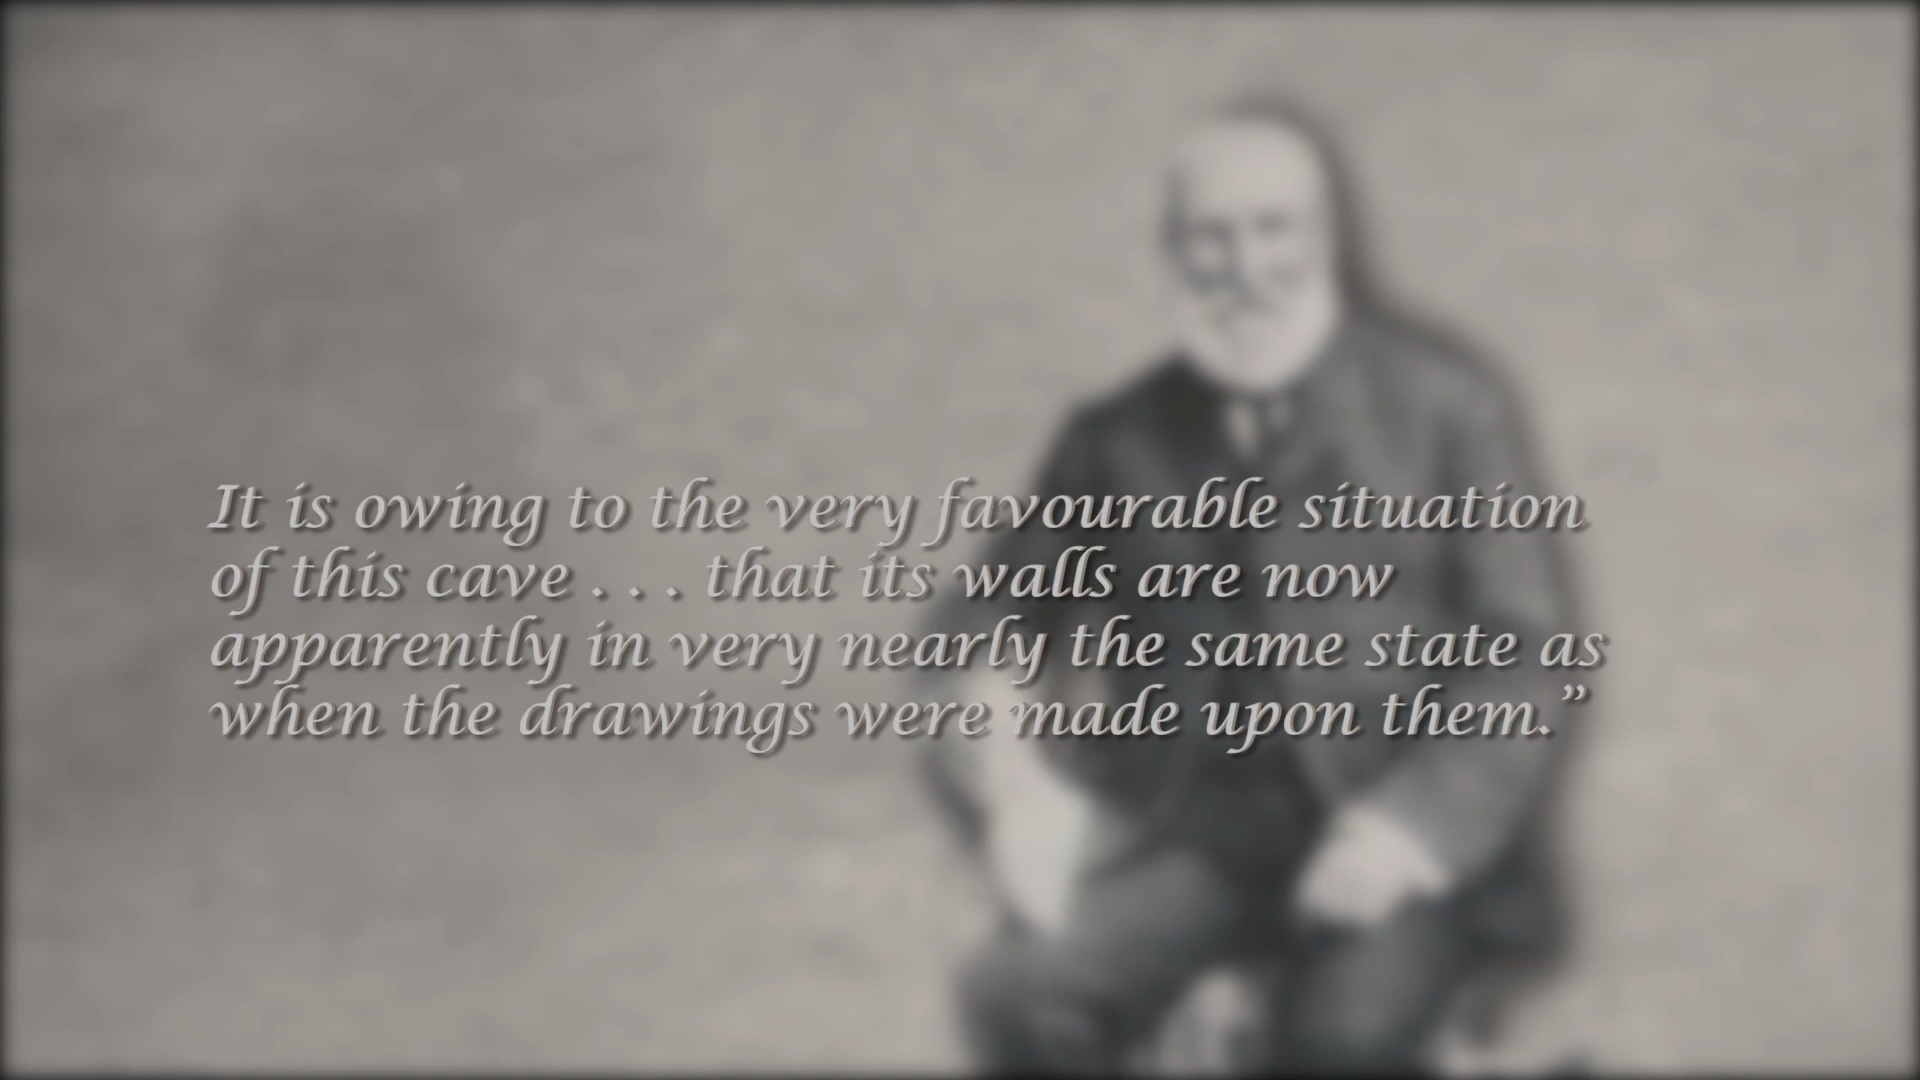 It is owing to the very favourable situation
of this cave . . . that its walls are now
apparently in very nearly the same state as
when the drawings were made upon them.”